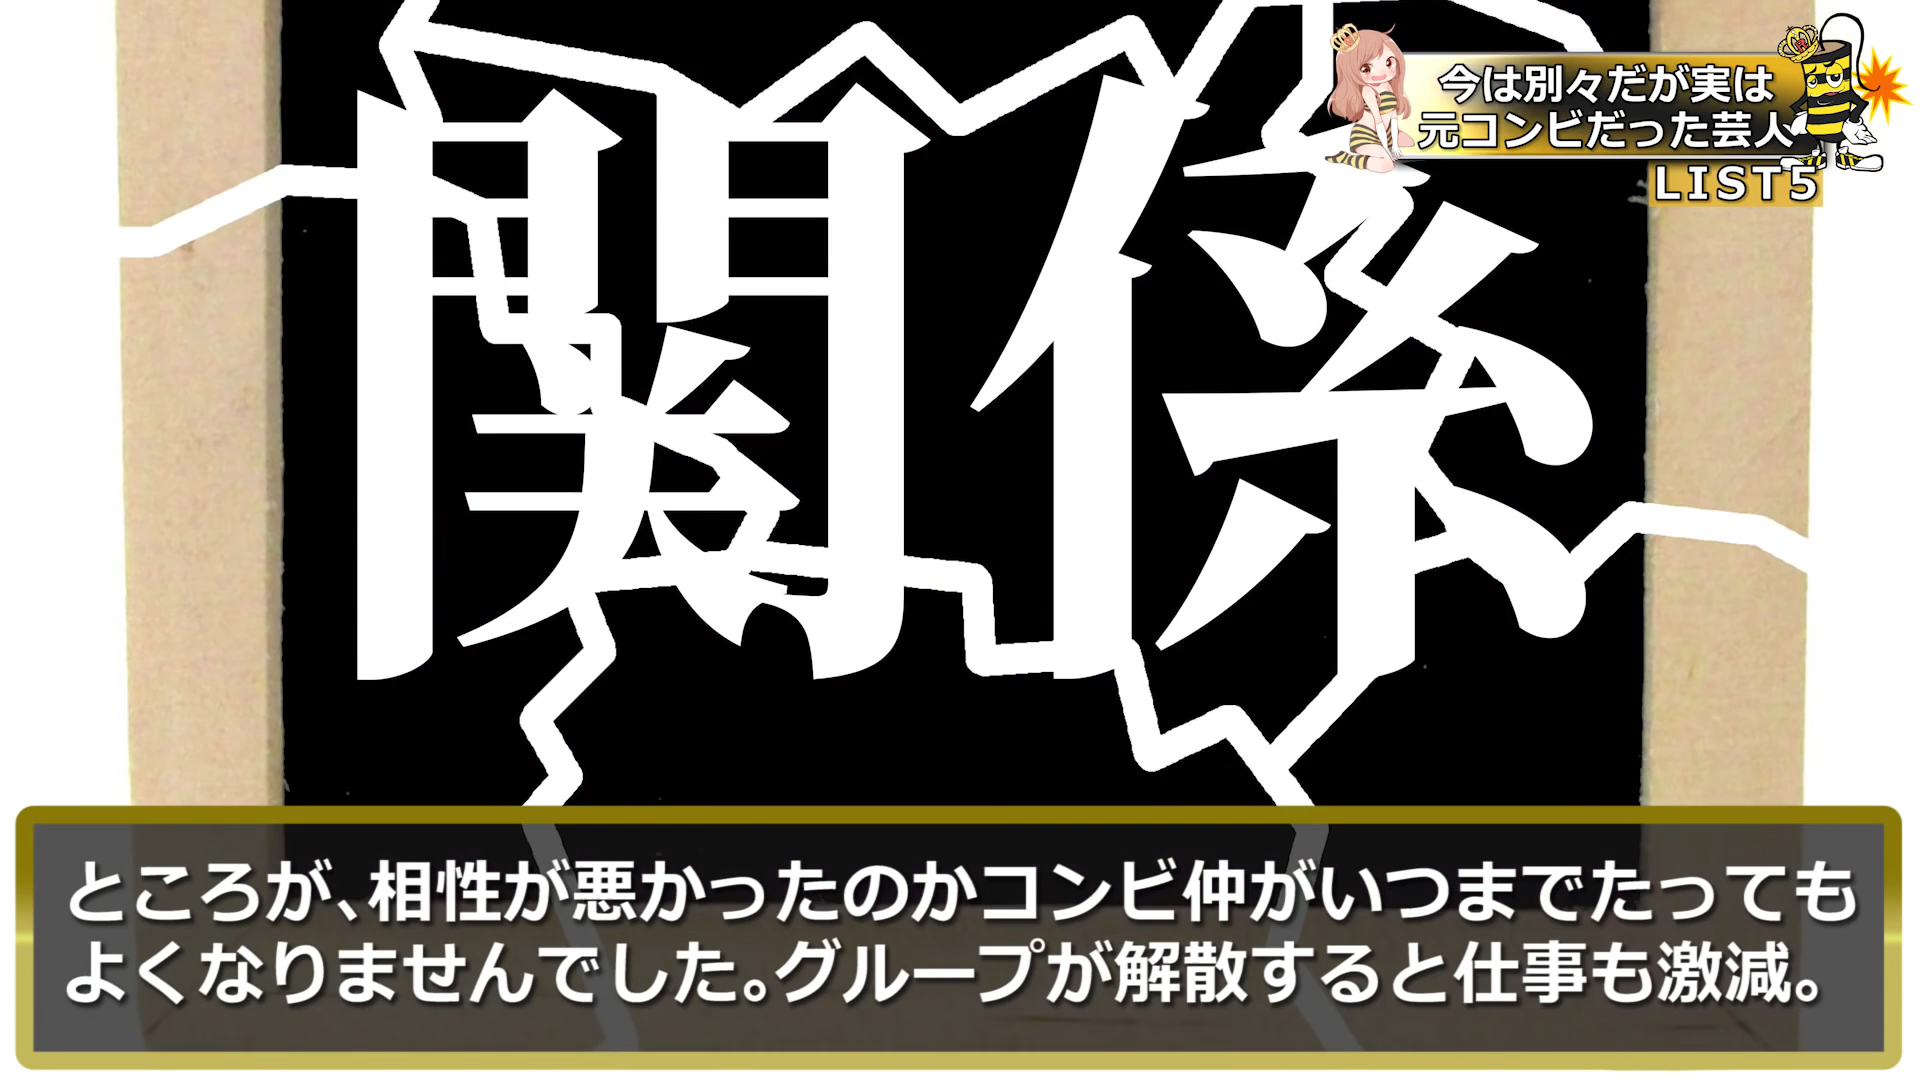 今は別々だが実は
元コンビだった芸人
LIST5
関係
ところが、相性が悪かったのかコンビ仲がいつまでたっても
よくなりませんでした。グループが解散すると仕事も激減。